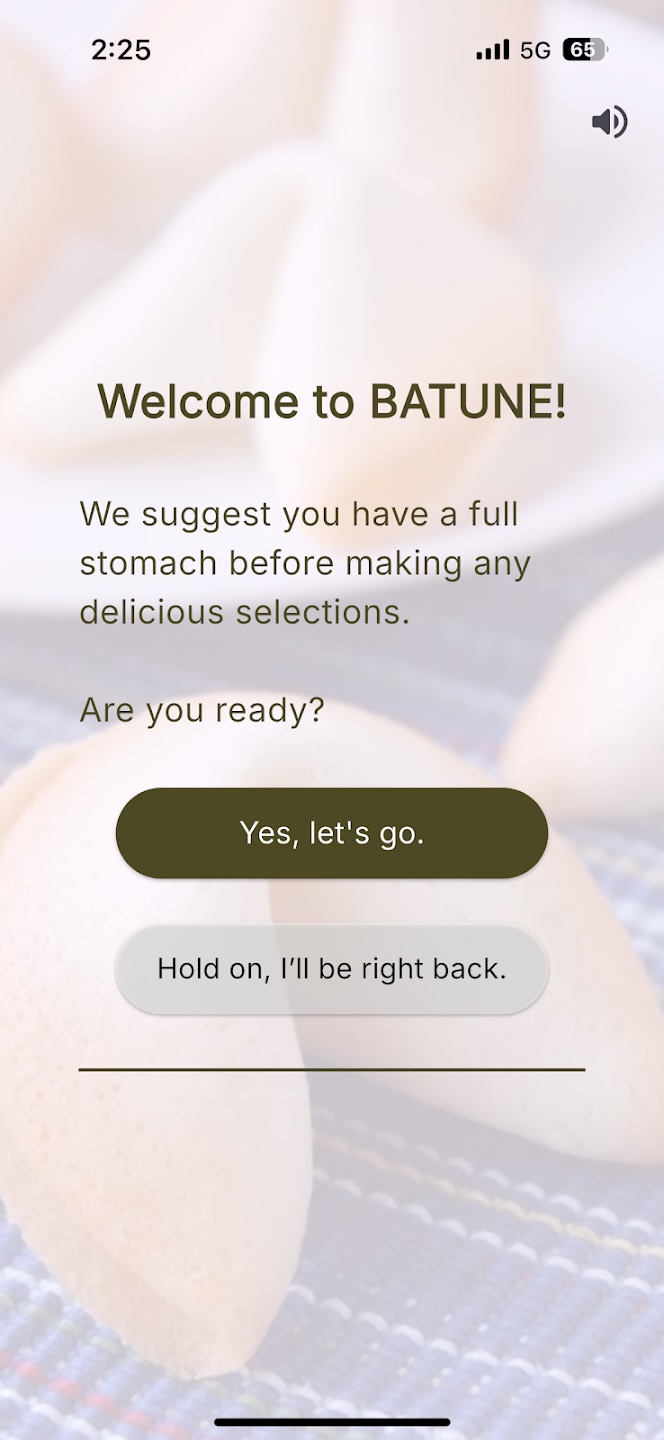 2:25 5G 65
Welcome to BATUNE!
We suggest you have a full
stomach before making any
delicious selections.
Are you ready?
Yes, let's go.
Hold on, I’ll be right back.